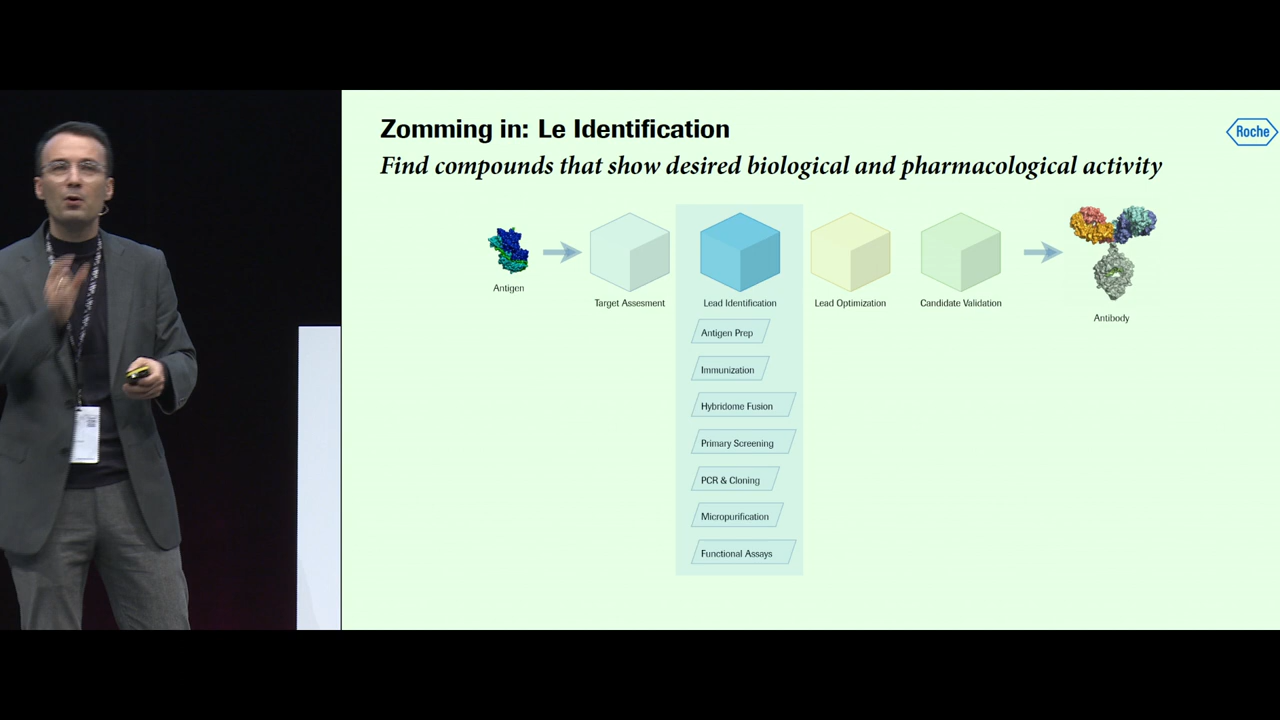 Zomming in: Le Identification
Roche
Find compounds that show desired biological and pharmacological activity
Antigen
Target Assesment
Lead Identification
Lead Optimization
Candidate Validation
Antibody
Antigen Prep
Immunization
Hybridome Fusion
Primary Screening
PCR & Cloning
Micropurification
Functional Assays